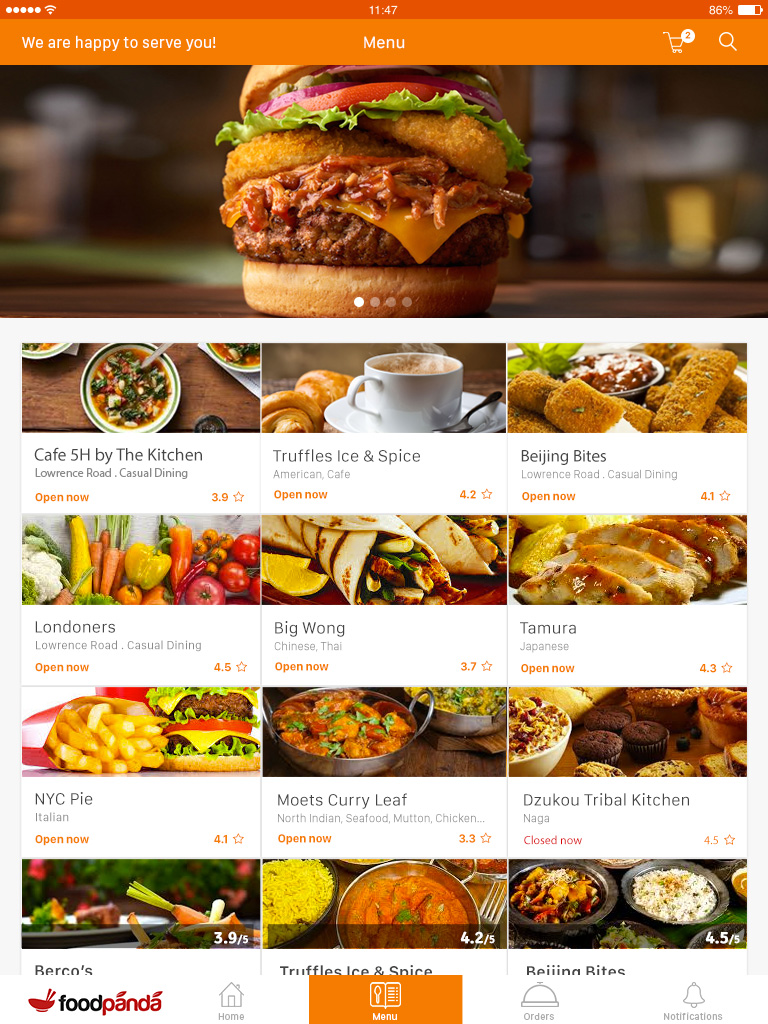 11:47
86%
We are happy to serve you!
Menu
2
Cafe 5H by The Kitchen
Lowrence Road . Casual Dining
Open now
3.9
Truffles Ice & Spice
American, Cafe
Open now
4.2
Beijing Bites
Lowrence Road . Casual Dining
Open now
4.1
Londoners
Lowrence Road . Casual Dining
Open now
4.5
Big Wong
Chinese, Thai
Open now
3.7
Tamura
Japanese
Open now
4.3
NYC Pie
Italian
Open now
4.1
Moets Curry Leaf
North Indian, Seafood, Mutton, Chicken...
Open now
3.3
Dzukou Tribal Kitchen
Naga
Closed now
4.5
3.9/5
Berco's
4.2/5
Truffles Ice & Spice
4.5/5
Beijing Bites
foodpanda
Home
Menu
Orders
Notifications